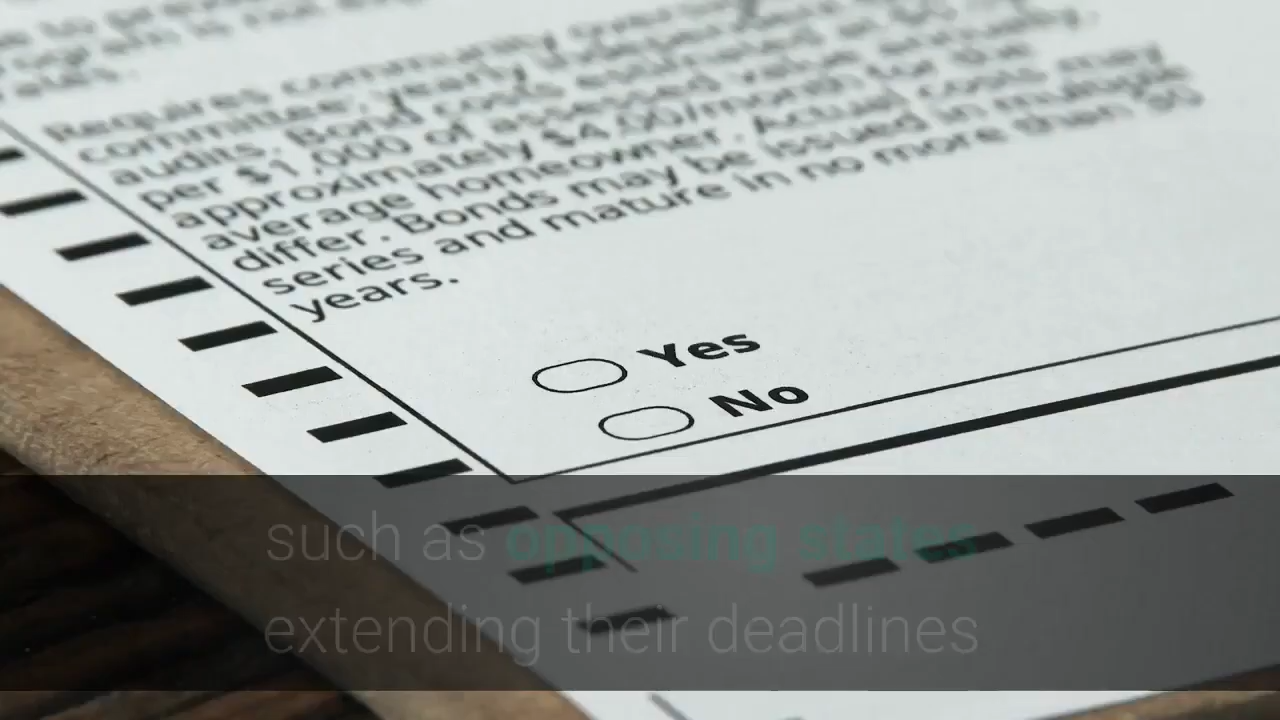 Requires community oversight
committee, yearly independent
audits. Bond costs estimated at
per $1,000 of assessed value annually,
approximately $4.00/month for the
average homeowner. Actual costs may
differ. Bonds may be issued in multiple
series and mature in no more than 30
years.
Yes
No
such as opposing states
extending their deadlines